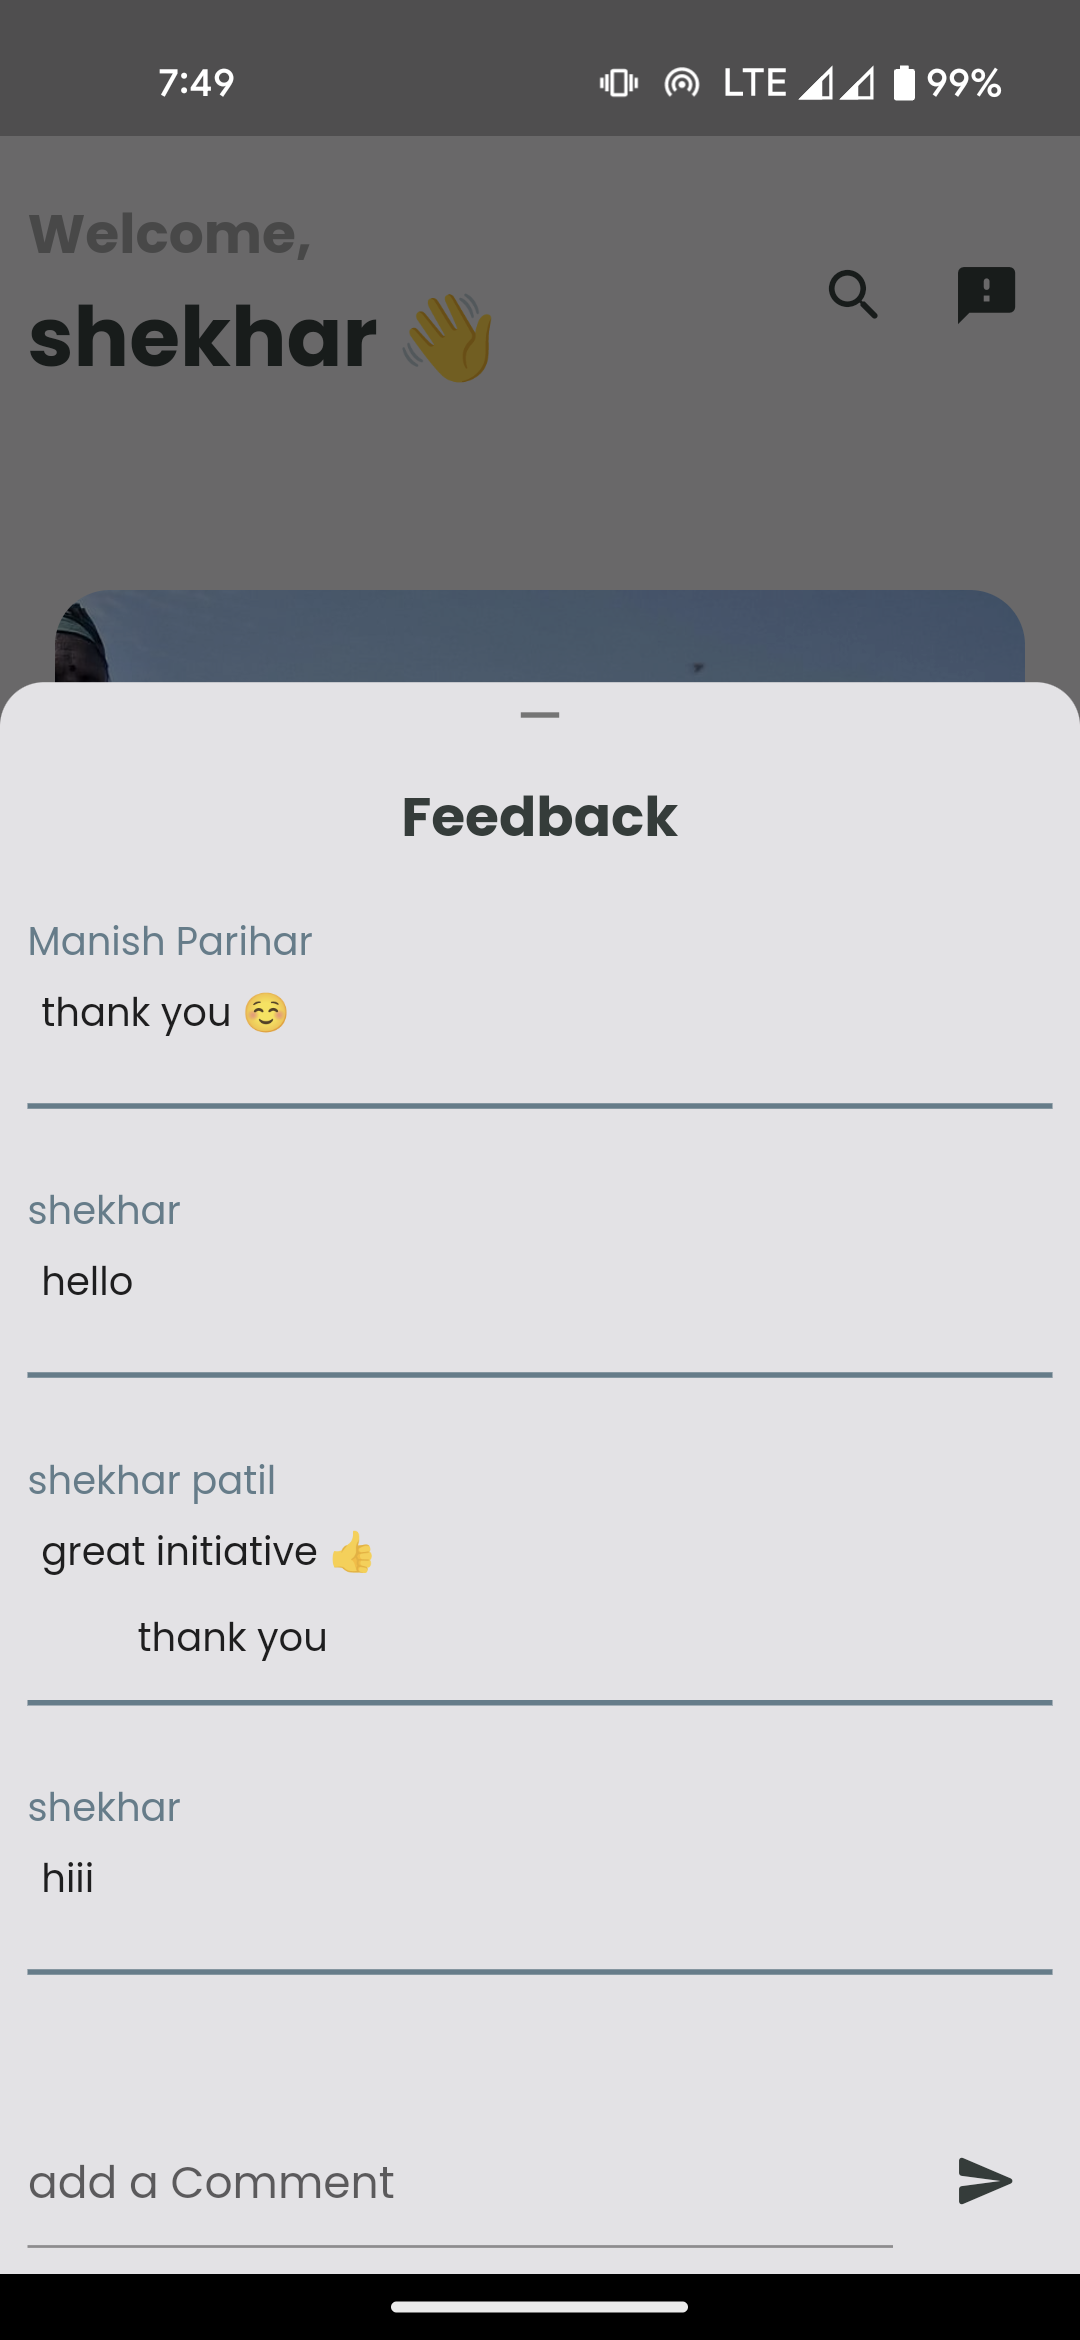 7:49 LTE 99%
Welcome,
shekhar 👋
Feedback
Manish Parihar
thank you ☺️
shekhar
hello
shekhar patil
great initiative 👍
thank you
shekhar
hiii
add a Comment